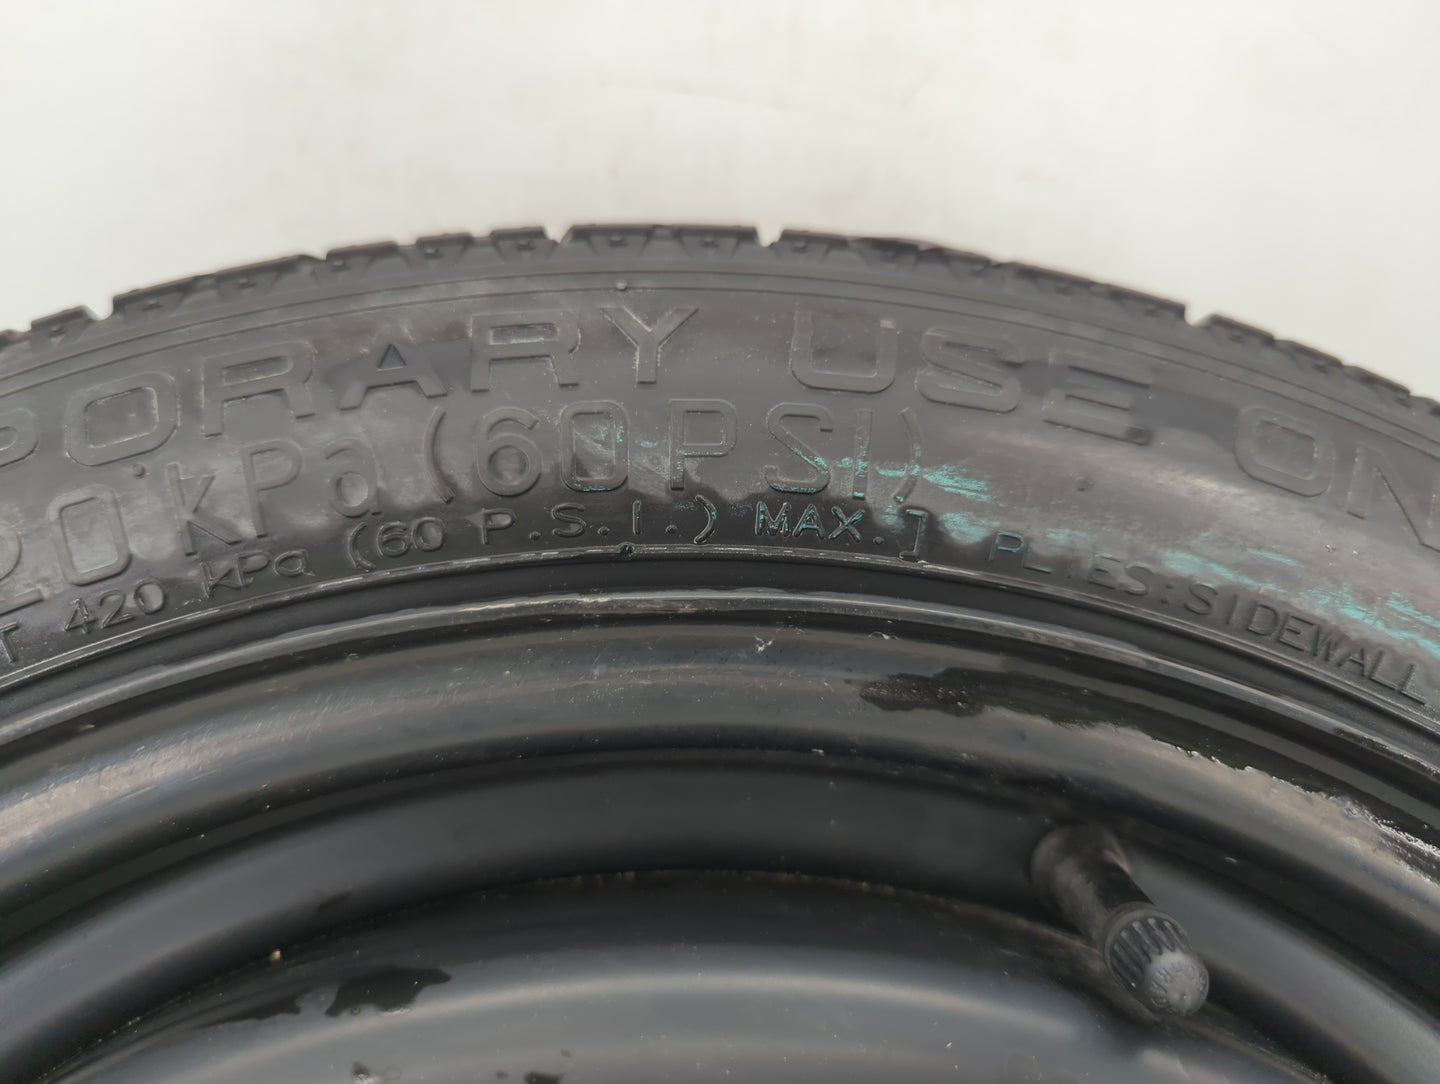 PORARY USE ON
20 kPa (60 PSI)
T 420 kPa (60 P.S.I.) MAX.] PLIES: SIDEWALL